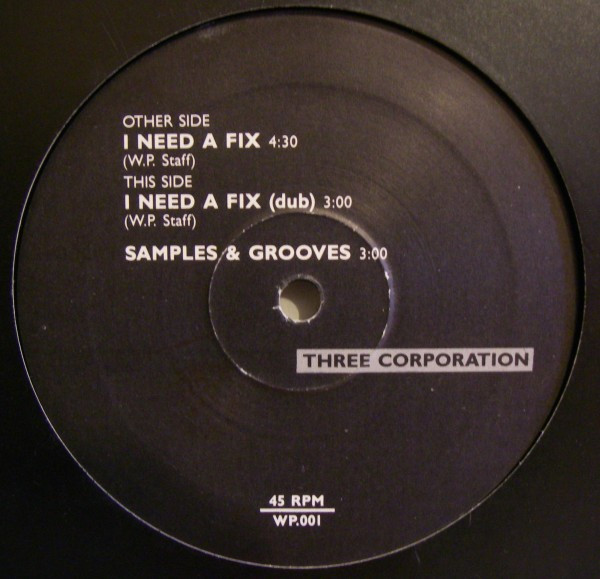 OTHER SIDE
I NEED A FIX 4:30
(W.P. Staff)
THIS SIDE
I NEED A FIX (dub) 3:00
(W.P. Staff)
SAMPLES & GROOVES 3:00
THREE CORPORATION
45 RPM
WP.001